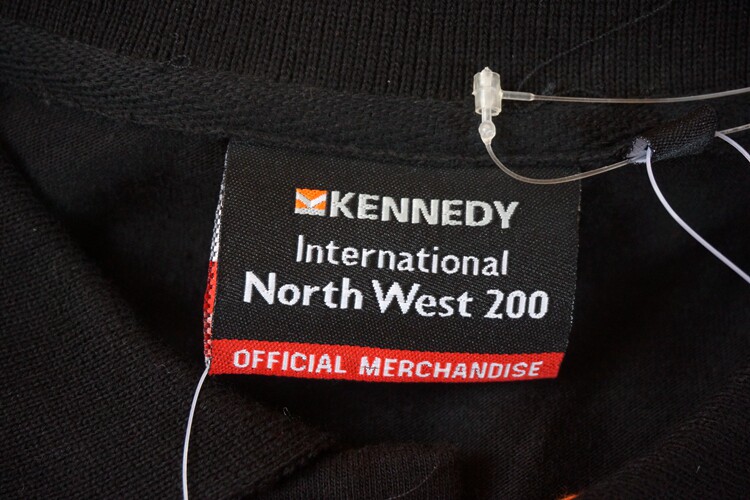 KENNEDY
International
North West 200
OFFICIAL MERCHANDISE